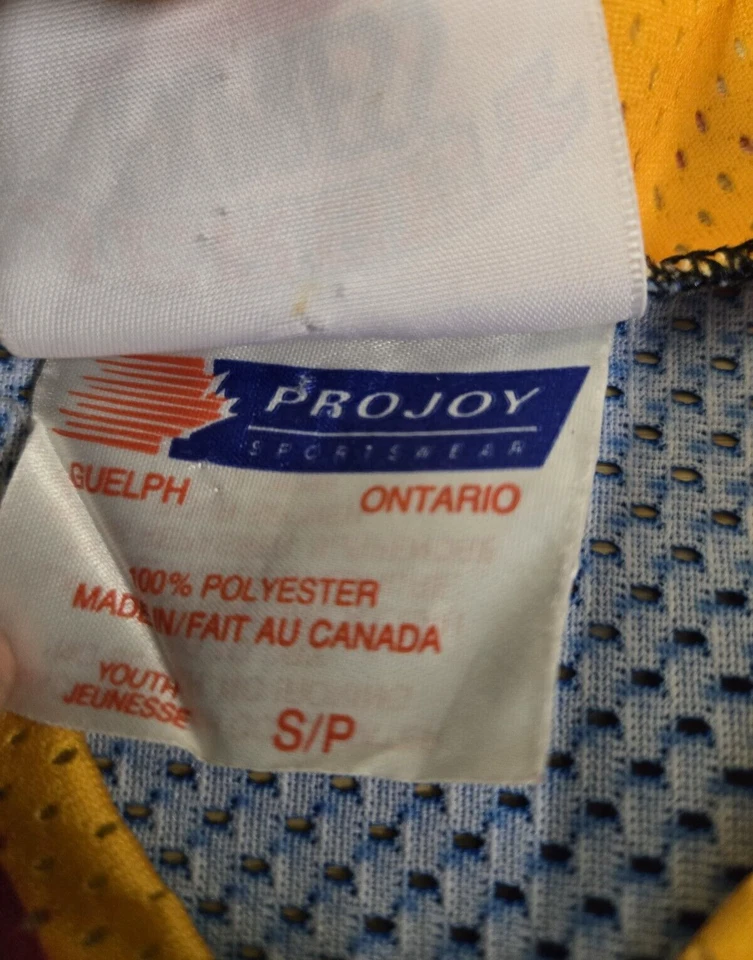 PROJOY
SPORTSWEAR
GUELPH ONTARIO
100% POLYESTER
MADE IN/FAIT AU CANADA
YOUTH
JEUNESSE S/P